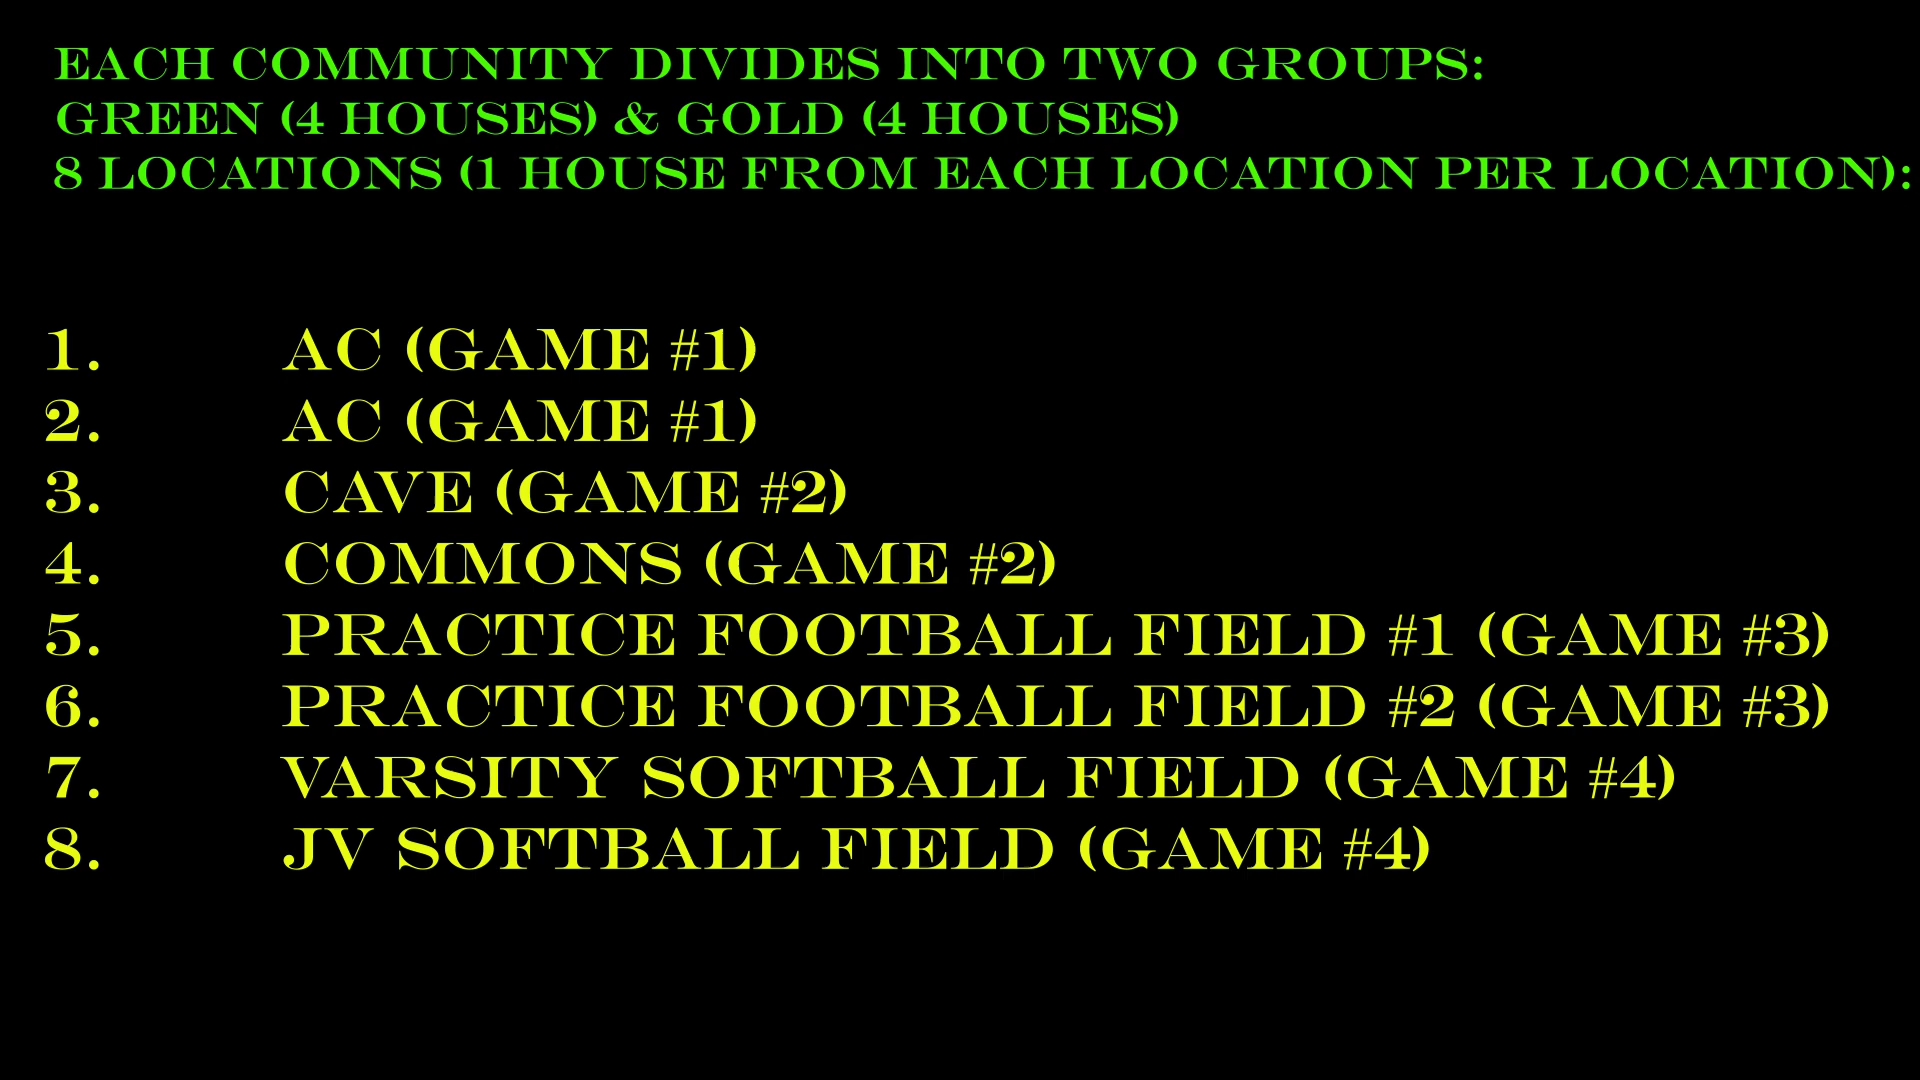 EACH COMMUNITY DIVIDES INTO TWO GROUPS:
GREEN (4 HOUSES) & GOLD (4 HOUSES)
8 LOCATIONS (1 HOUSE FROM EACH LOCATION PER LOCATION):
1. AC (GAME #1)
2. AC (GAME #1)
3. CAVE (GAME #2)
4. COMMONS (GAME #2)
5. PRACTICE FOOTBALL FIELD #1 (GAME #3)
6. PRACTICE FOOTBALL FIELD #2 (GAME #3)
7. VARSITY SOFTBALL FIELD (GAME #4)
8. JV SOFTBALL FIELD (GAME #4)